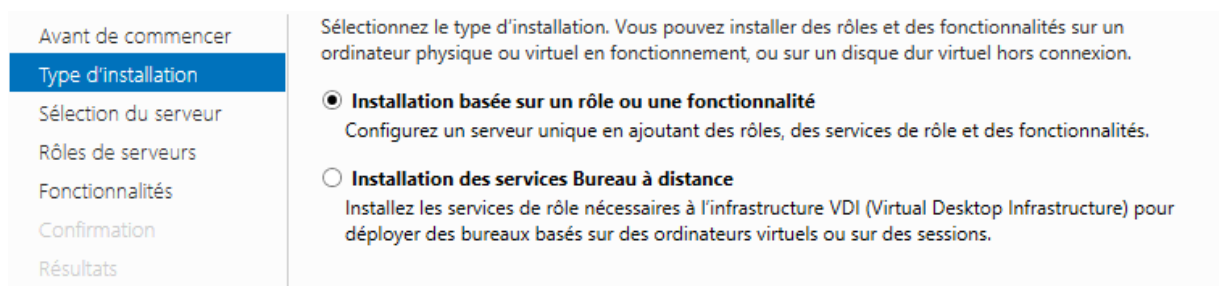 Avant de commencer
Type d'installation
Sélection du serveur
Rôles de serveurs
Fonctionnalités
Confirmation
Résultats
Sélectionnez le type d'installation. Vous pouvez installer des rôles et des fonctionnalités sur un
ordinateur physique ou virtuel en fonctionnement, ou sur un disque dur virtuel hors connexion.
Installation basée sur un rôle ou une fonctionnalité
Configurez un serveur unique en ajoutant des rôles, des services de rôle et des fonctionnalités.
Installation des services Bureau à distance
Installez les services de rôle nécessaires à l'infrastructure VDI (Virtual Desktop Infrastructure) pour
déployer des bureaux basés sur des ordinateurs virtuels ou sur des sessions.